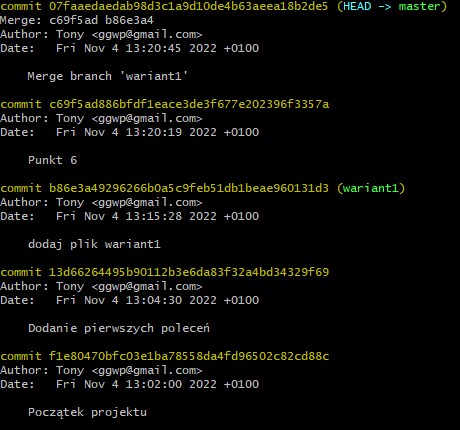 commit 07faaedaedab98d3c1a9d10de4b63aeea18b2de5 (HEAD -> master)
Merge: c69f5ad b86e3a4
Author: Tony <ggwp@gmail.com>
Date:   Fri Nov 4 13:20:45 2022 +0100
Merge branch 'wariant1'
commit c69f5ad886bfdf1eace3de3f677e202396f3357a
Author: Tony <ggwp@gmail.com>
Date:   Fri Nov 4 13:20:19 2022 +0100
Punkt 6
commit b86e3a49296266b0a5c9feb51db1beae960131d3 (wariant1)
Author: Tony <ggwp@gmail.com>
Date:   Fri Nov 4 13:15:28 2022 +0100
dodaj plik wariant1
commit 13d66264495b90112b3e6da83f32a4bd34329f69
Author: Tony <ggwp@gmail.com>
Date:   Fri Nov 4 13:04:30 2022 +0100
Dodanie pierwszych poleceń
commit f1e80470bfc03e1ba78558da4fd96502c82cd88c
Author: Tony <ggwp@gmail.com>
Date:   Fri Nov 4 13:02:00 2022 +0100
Początek projektu